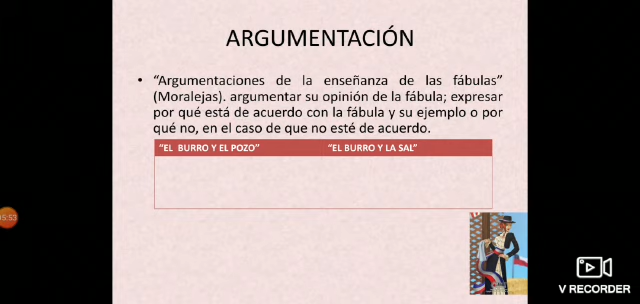 ARGUMENTACIÓN
• “Argumentaciones de la enseñanza de las fábulas”
(Moralejas). argumentar su opinión de la fábula; expresar
por qué está de acuerdo con la fábula y su ejemplo o por
qué no, en el caso de que no esté de acuerdo.
“EL BURRO Y EL POZO” “EL BURRO Y LA SAL”
15:53
V RECORDER